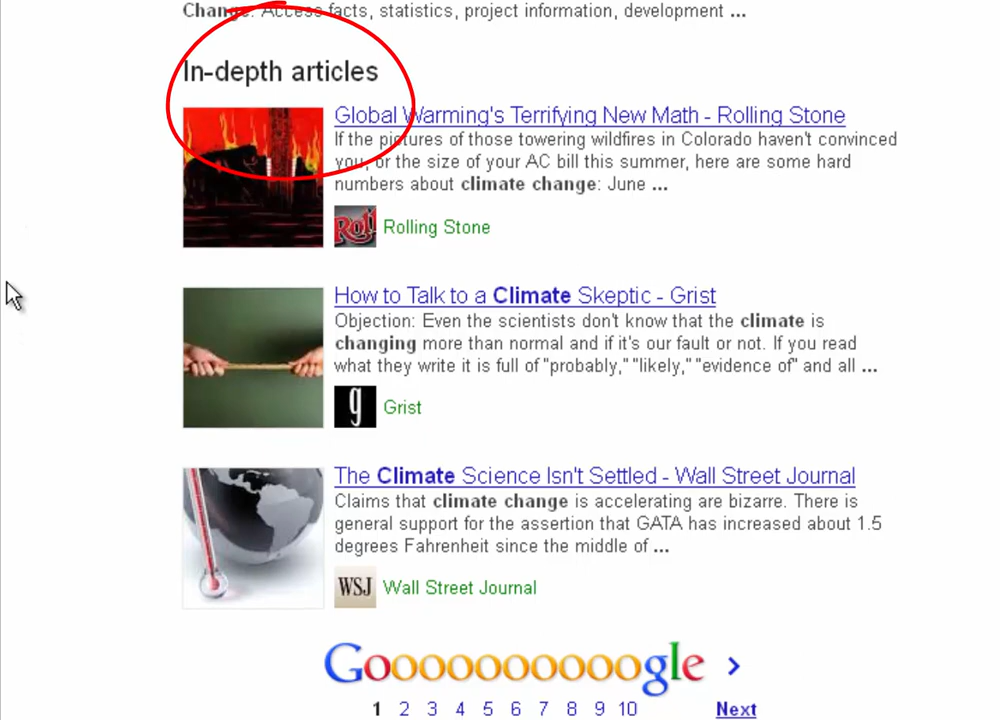 Change. Access facts, statistics, project information, development ...
In-depth articles
Global Warming's Terrifying New Math - Rolling Stone
If the pictures of those towering wildfires in Colorado haven't convinced
you, or the size of your AC bill this summer, here are some hard
numbers about climate change: June ...
Roll
Rolling Stone
How to Talk to a Climate Skeptic - Grist
Objection: Even the scientists don't know that the climate is
changing more than normal and if it's our fault or not. If you read
what they write it is full of "probably," "likely," "evidence of" and all ...
g
Grist
The Climate Science Isn't Settled - Wall Street Journal
Claims that climate change is accelerating are bizarre. There is
general support for the assertion that GATA has increased about 1.5
degrees Fahrenheit since the middle of ...
WSJ
Wall Street Journal
Goooooooooogle >
1 2 3 4 5 6 7 8 9 10 Next